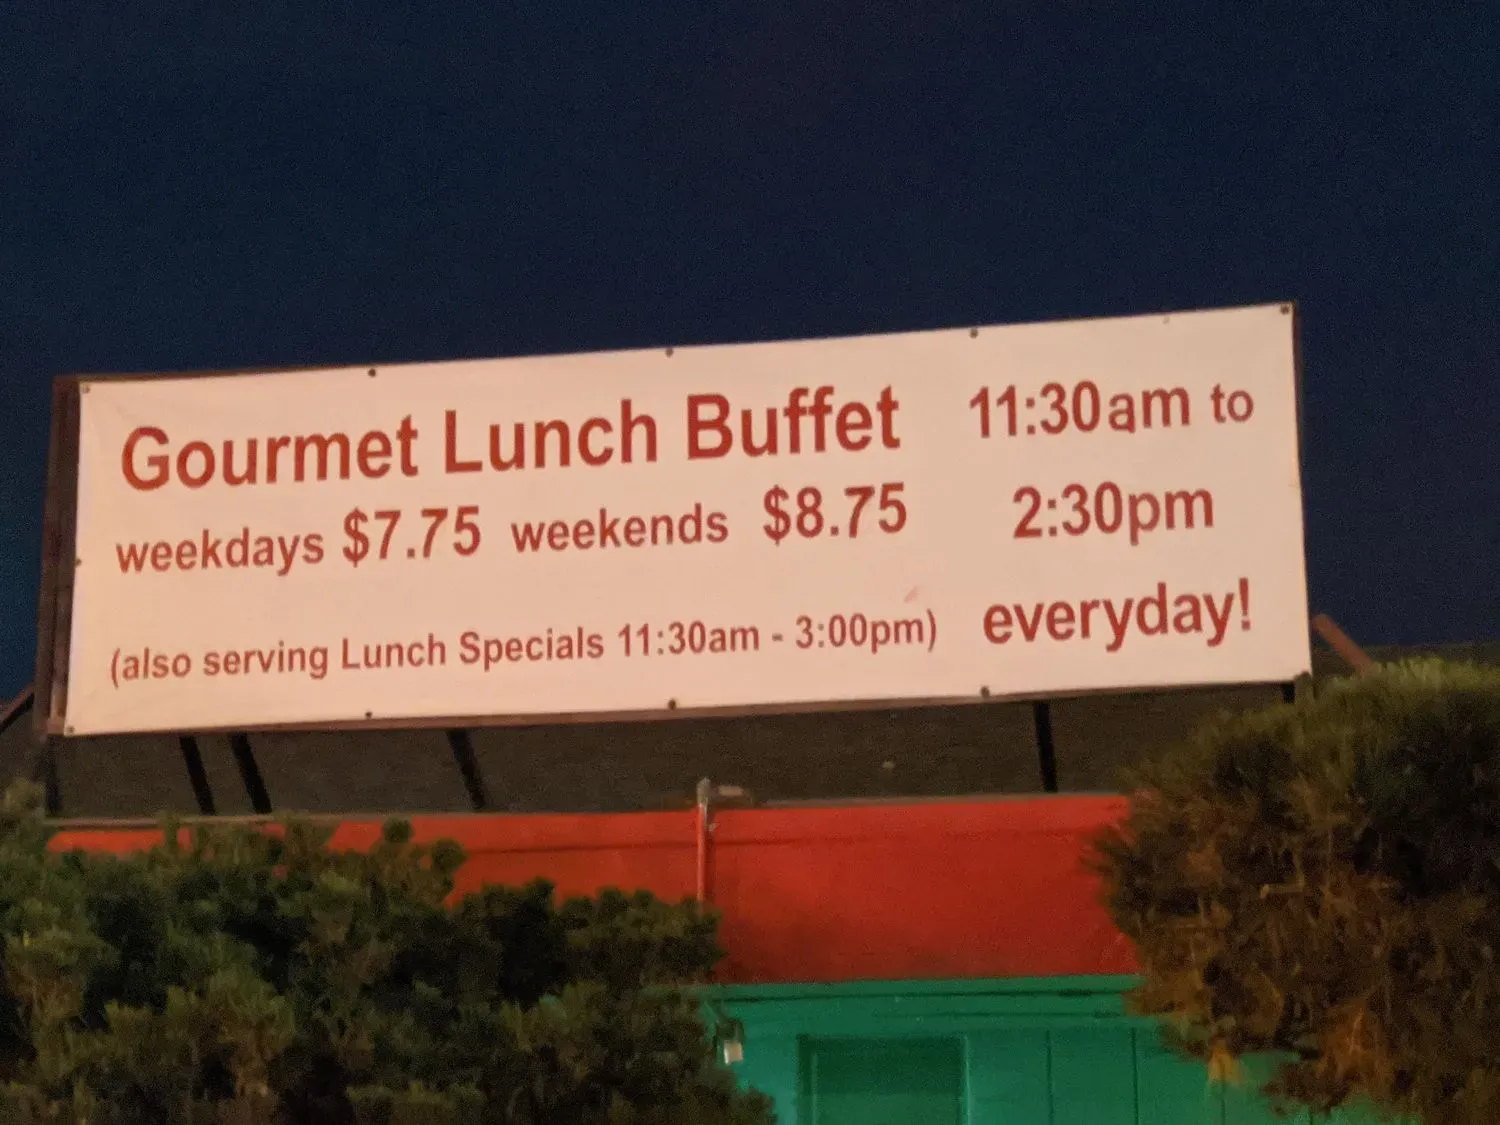 Gourmet Lunch Buffet
weekdays $7.75 weekends $8.75
(also serving Lunch Specials 11:30am - 3:00pm)
11:30am to
2:30pm
everyday!